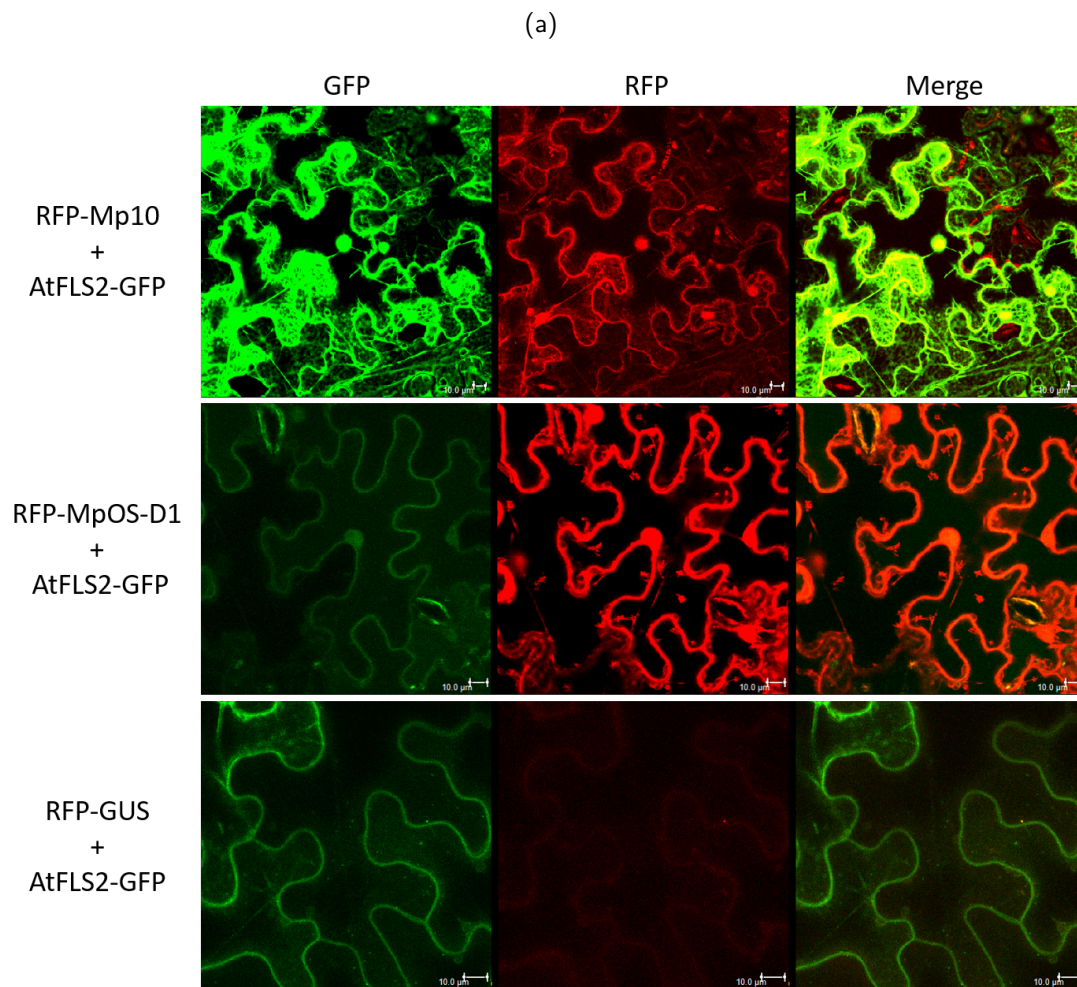 (a)
GFP RFP Merge
RFP-Mp10
+
AtFLS2-GFP
10.0 µm 10.0 µm 10.0 µm
RFP-MpOS-D1
+
AtFLS2-GFP
10.0 µm 10.0 µm 10.0 µm
RFP-GUS
+
AtFLS2-GFP
10.0 µm 10.0 µm 10.0 µm